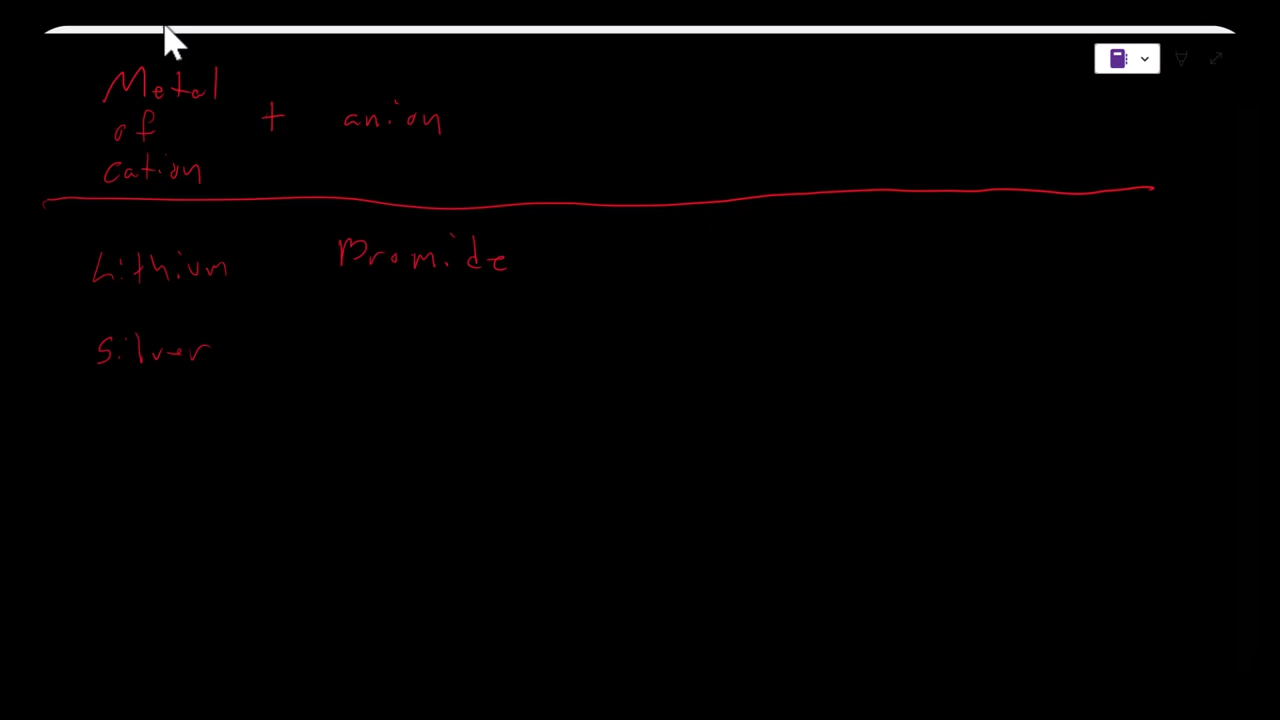 Metal
of
cation
+ anion
Lithium Bromide
Silver